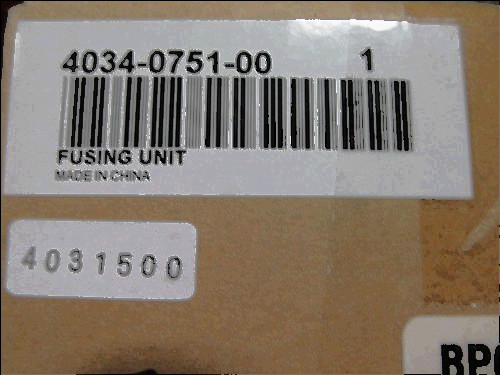 4034-0751-00 1
FUSING UNIT
MADE IN CHINA
4031500